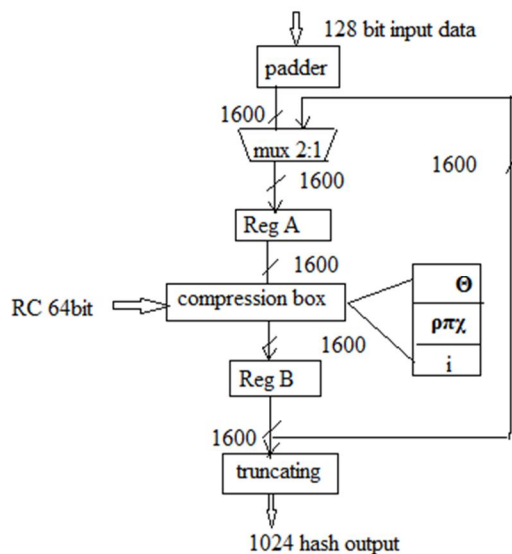 128 bit input data
padder
1600
mux 2:1
1600
1600
Reg A
1600
RC 64bit
compression box
Θ
ρπχ
i
1600
Reg B
1600
truncating
1024 hash output